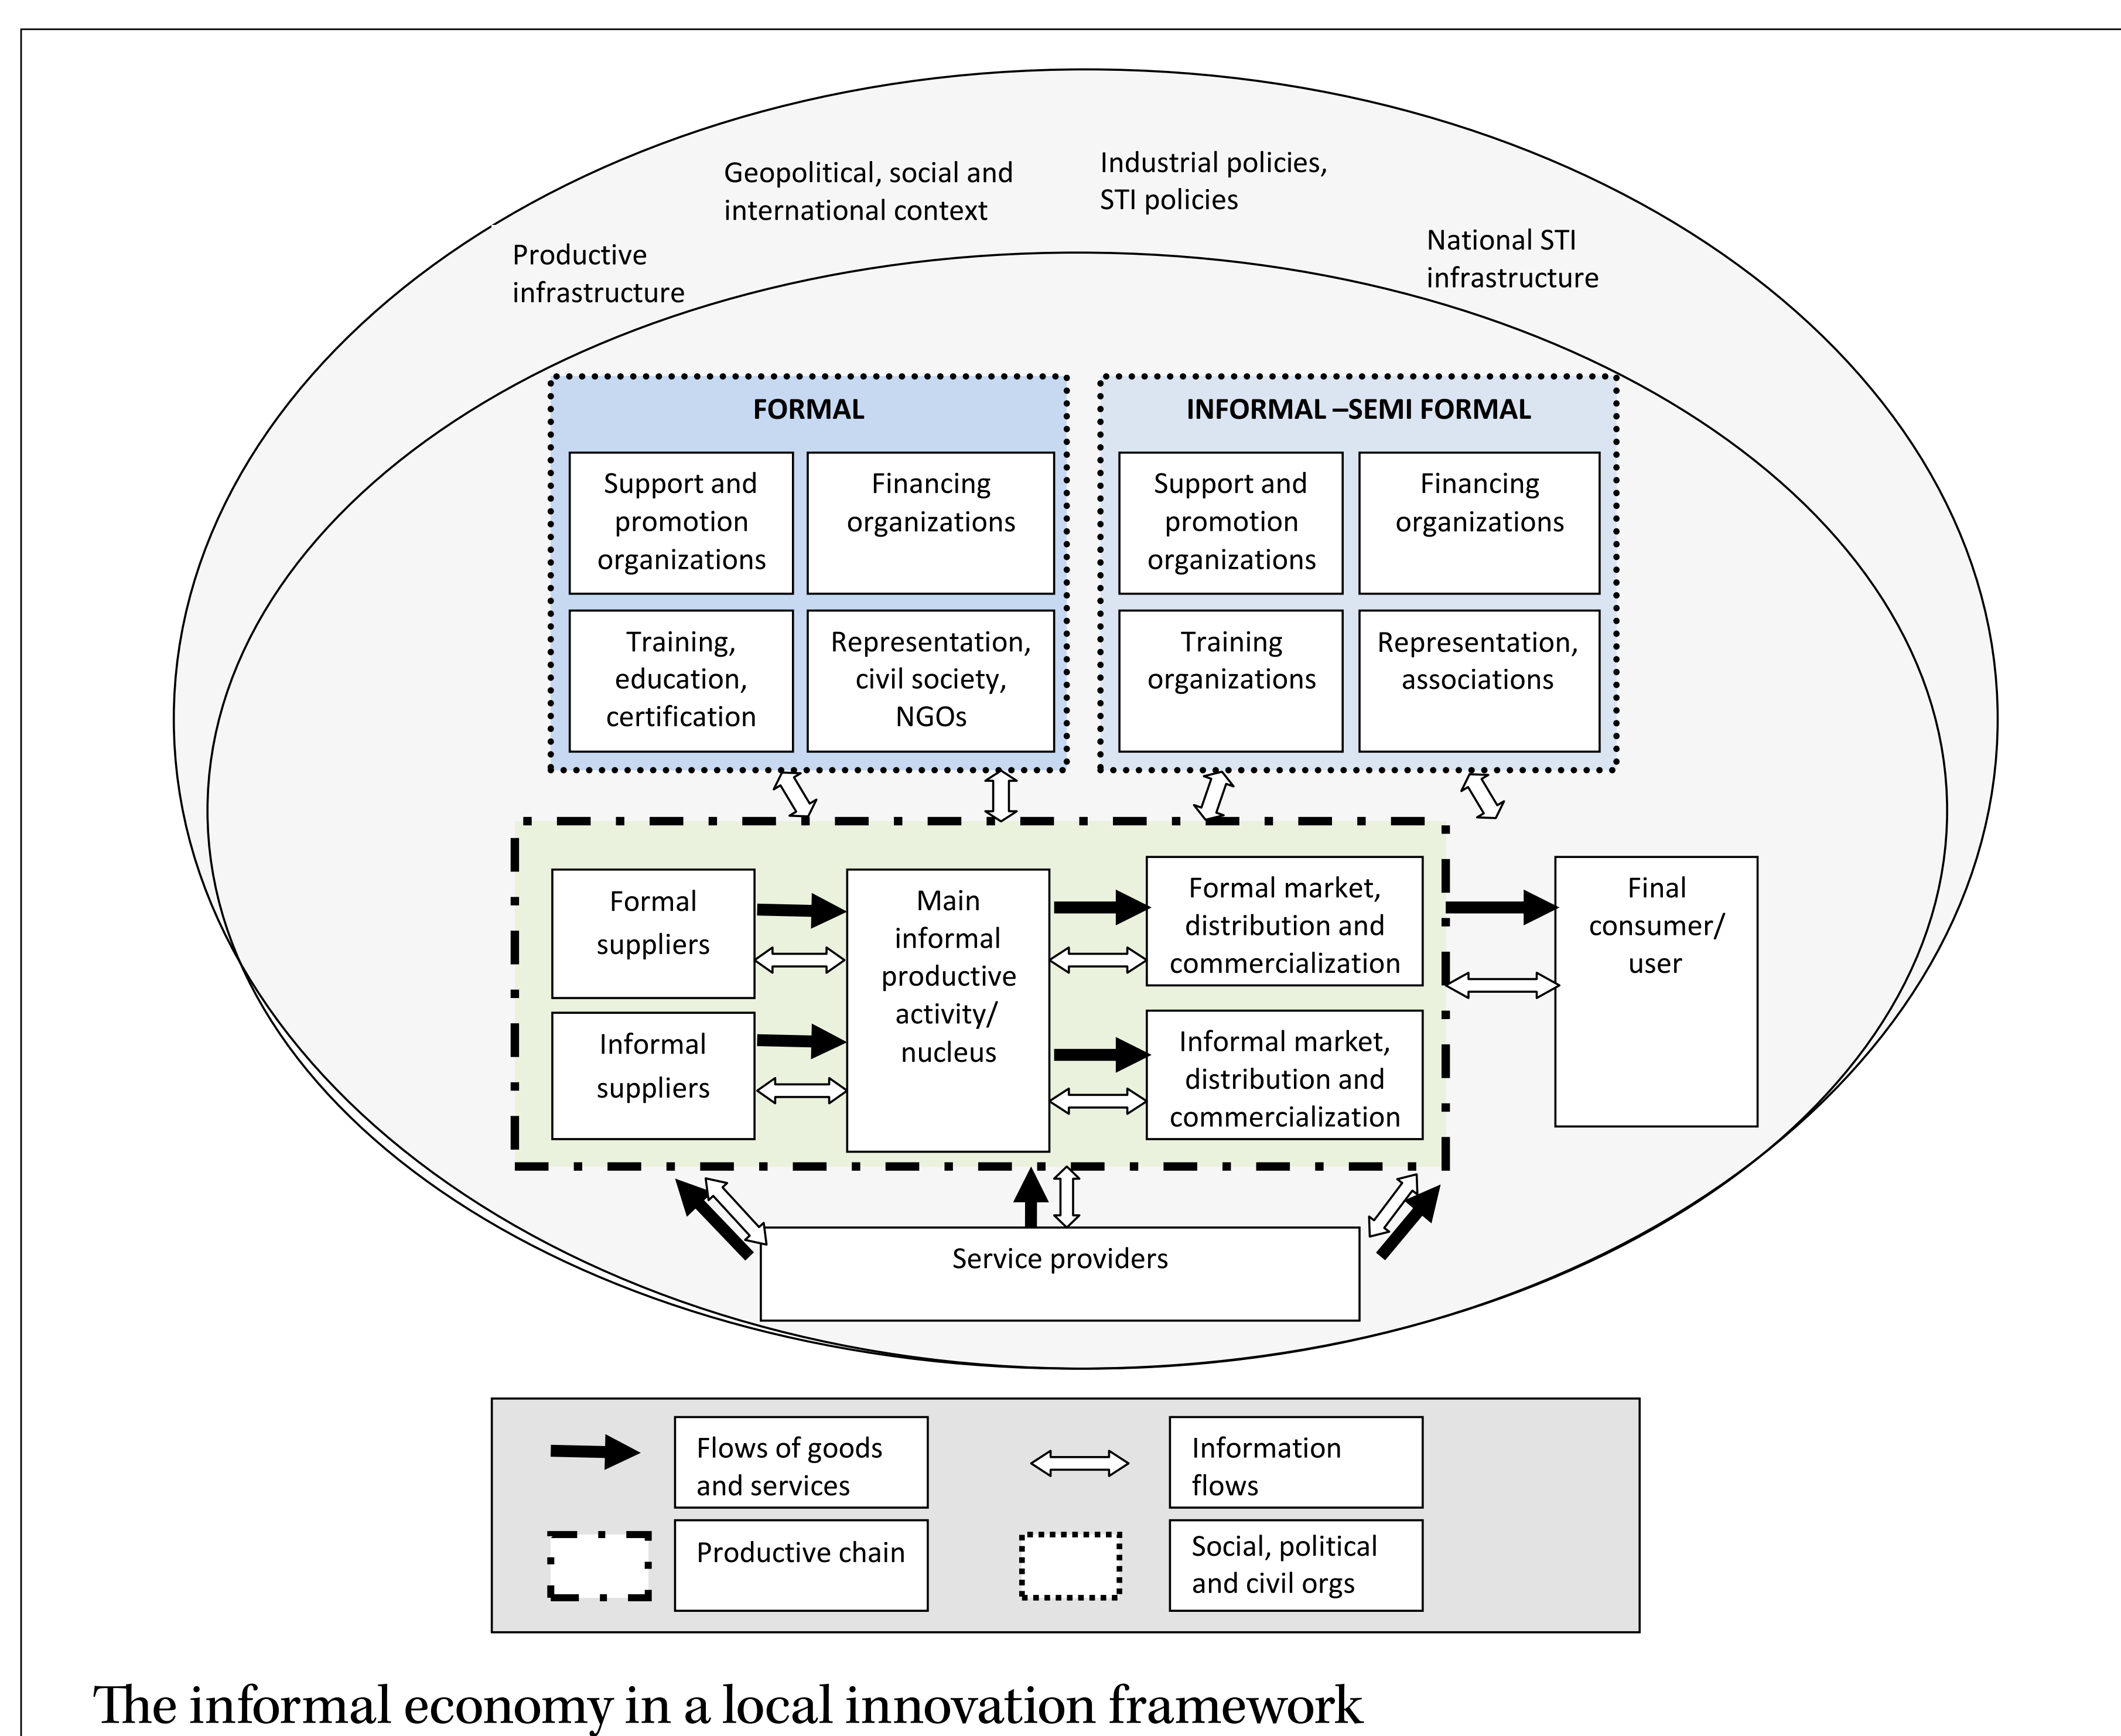 Geopolitical, social and
international context
Industrial policies,
STI policies
Productive
infrastructure
National STI
infrastructure
FORMAL
Support and
promotion
organizations
Financing
organizations
Training,
education,
certification
Representation,
civil society,
NGOs
INFORMAL –SEMI FORMAL
Support and
promotion
organizations
Financing
organizations
Training
organizations
Representation,
associations
Formal
suppliers
Informal
suppliers
Main
informal
productive
activity/
nucleus
Formal market,
distribution and
commercialization
Informal market,
distribution and
commercialization
Final
consumer/
user
Service providers
Flows of goods
and services
Information
flows
Productive chain
Social, political
and civil orgs
The informal economy in a local innovation framework